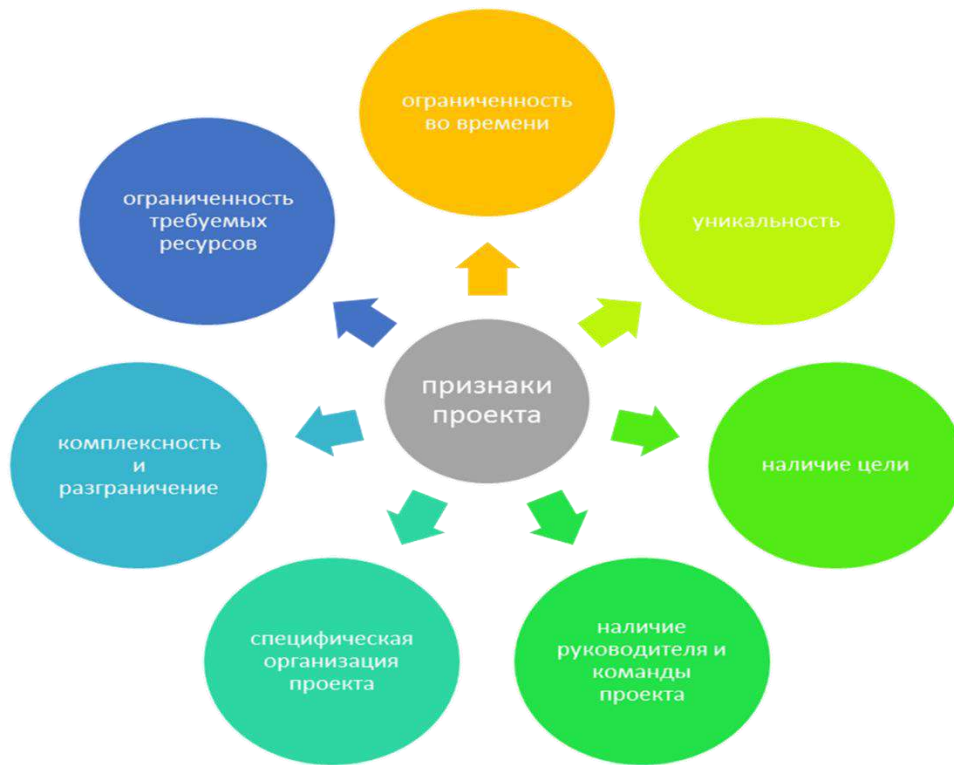 признаки
проекта
ограниченность
во времени
уникальность
наличие цели
наличие
руководителя и
команды
проекта
специфическая
организация
проекта
комплексность
и
разграничение
ограниченность
требуемых
ресурсов